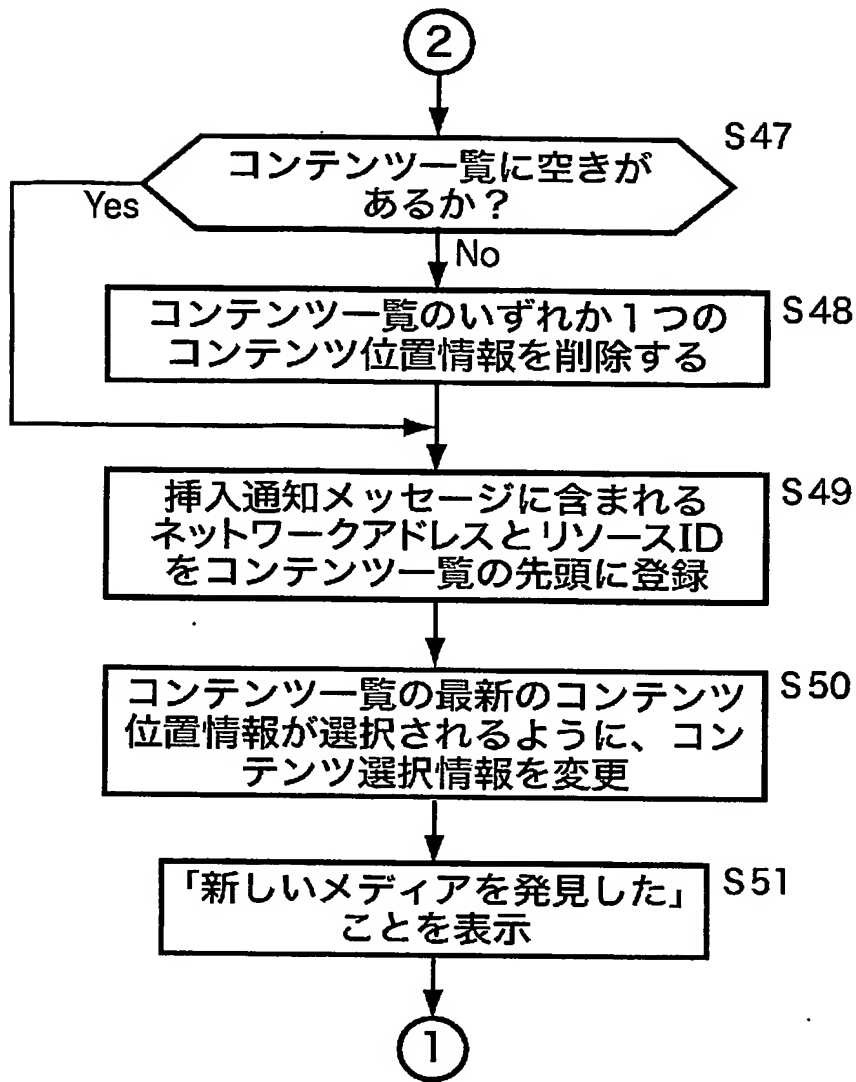 2
S47
コンテンツ一覧に空きが
あるか？
Yes
No
S48
コンテンツ一覧のいずれか１つの
コンテンツ位置情報を削除する
S49
挿入通知メッセージに含まれる
ネットワークアドレスとリソースID
をコンテンツ一覧の先頭に登録
S50
コンテンツ一覧の最新のコンテンツ
位置情報が選択されるように、コン
テンツ選択情報を変更
S51
「新しいメディアを発見した」
ことを表示
1